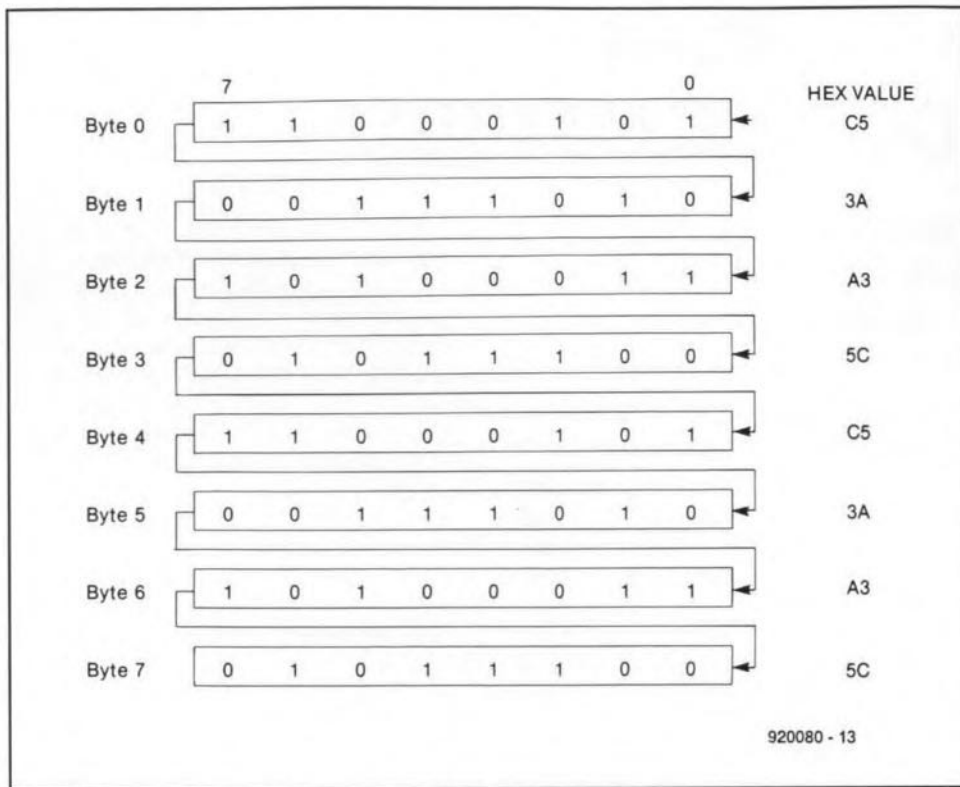 7 0
HEX VALUE
Byte 0 1 1 0 0 0 1 0 1 C5
Byte 1 0 0 1 1 1 0 1 0 3A
Byte 2 1 0 1 0 0 0 1 1 A3
Byte 3 0 1 0 1 1 1 0 0 5C
Byte 4 1 1 0 0 0 1 0 1 C5
Byte 5 0 0 1 1 1 0 1 0 3A
Byte 6 1 0 1 0 0 0 1 1 A3
Byte 7 0 1 0 1 1 1 0 0 5C
920080 - 13